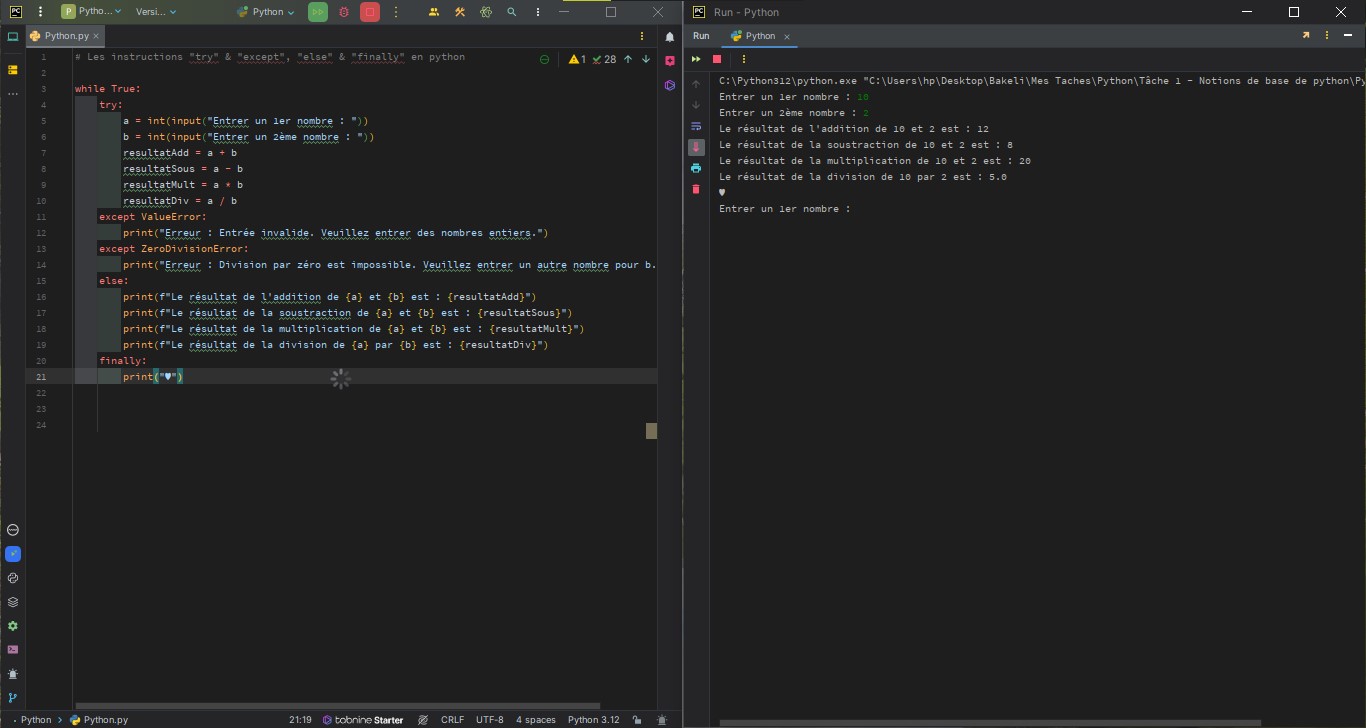 PC P Pytho... Versi... Python
Python.py
# Les instructions "try" & "except", "else" & "finally" en python
1 28
1
2
3 while True:
4 try:
5 a = int(input("Entrer un 1er nombre : "))
6 b = int(input("Entrer un 2ème nombre : "))
7 resultatAdd = a + b
8 resultatSous = a - b
9 resultatMult = a * b
10 resultatDiv = a / b
11 except ValueError:
12 print("Erreur : Entrée invalide. Veuillez entrer des nombres entiers.")
13 except ZeroDivisionError:
14 print("Erreur : Division par zéro est impossible. Veuillez entrer un autre nombre pour b.
15 else:
16 print(f"Le résultat de l'addition de {a} et {b} est : {resultatAdd}")
17 print(f"Le résultat de la soustraction de {a} et {b} est : {resultatSous}")
18 print(f"Le résultat de la multiplication de {a} et {b} est : {resultatMult}")
19 print(f"Le résultat de la division de {a} par {b} est : {resultatDiv}")
20 finally:
21 print("♥")
22
23
24
Python > Python.py 21:19 tabnine Starter CRLF UTF-8 4 spaces Python 3.12
PC Run - Python
Run Python
C:\Python312\python.exe "C:\Users\hp\Desktop\Bakeli\Mes Taches\Python\Tâche 1 - Notions de base de python\Py
Entrer un 1er nombre : 10
Entrer un 2ème nombre : 2
Le résultat de l'addition de 10 et 2 est : 12
Le résultat de la soustraction de 10 et 2 est : 8
Le résultat de la multiplication de 10 et 2 est : 20
Le résultat de la division de 10 par 2 est : 5.0
♥
Entrer un 1er nombre :